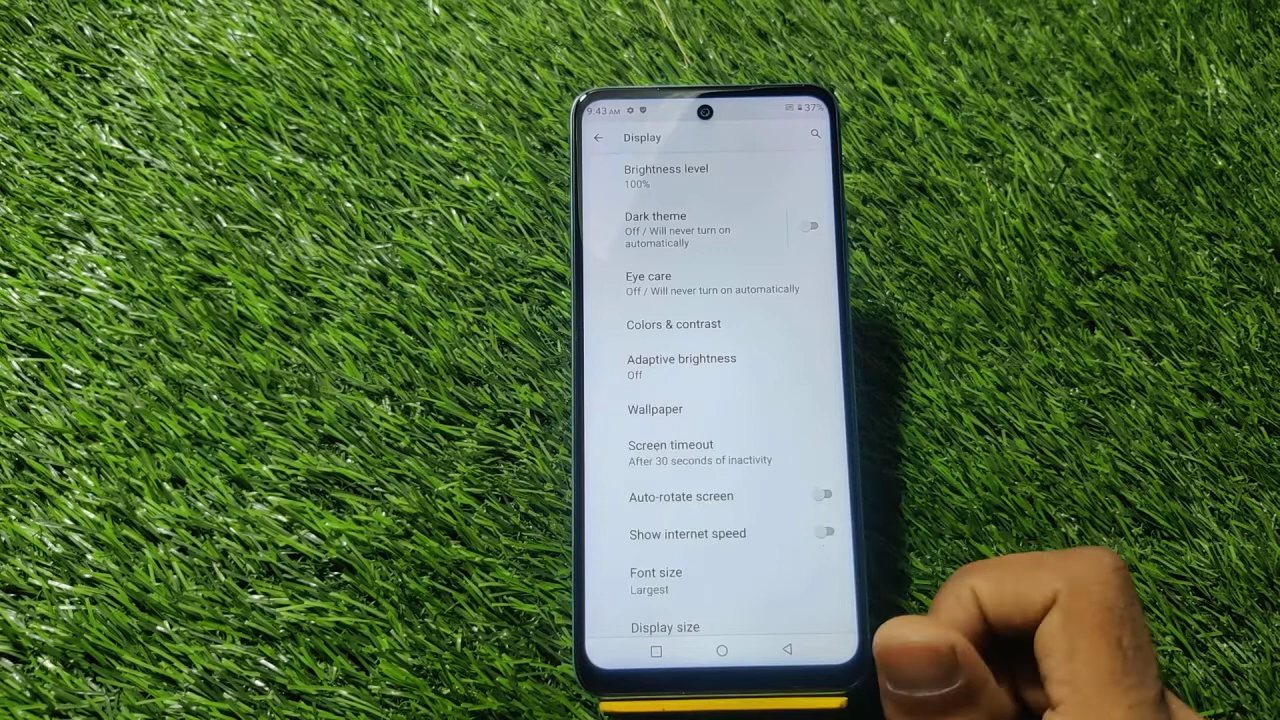 9:43 AM 37%
Display
Brightness level
100%
Dark theme
Off / Will never turn on
automatically
Eye care
Off / Will never turn on automatically
Colors & contrast
Adaptive brightness
Off
Wallpaper
Screen timeout
After 30 seconds of inactivity
Auto-rotate screen
Show internet speed
Font size
Largest
Display size